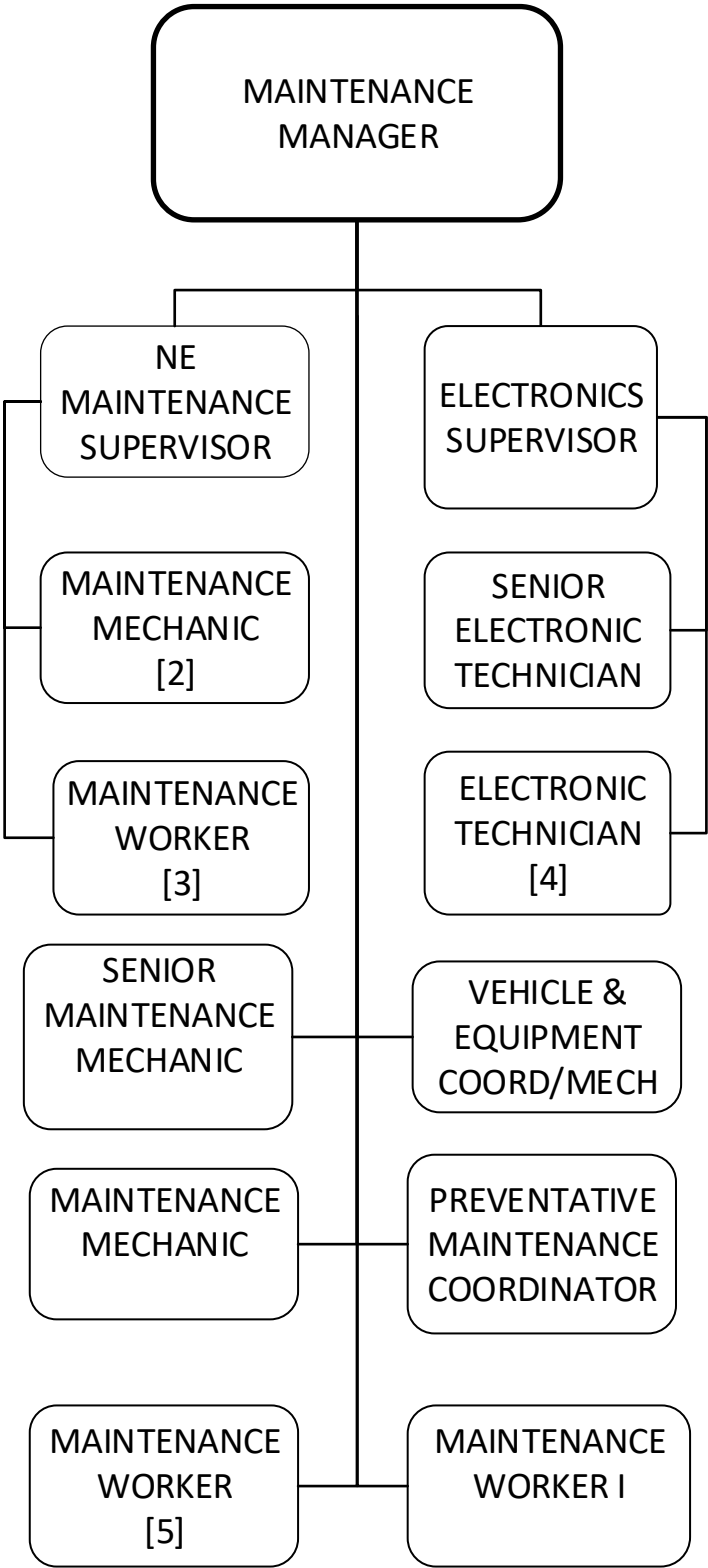 MAINTENANCE
MANAGER
NE
MAINTENANCE
SUPERVISOR
ELECTRONICS
SUPERVISOR
MAINTENANCE
MECHANIC
[2]
SENIOR
ELECTRONIC
TECHNICIAN
MAINTENANCE
WORKER
[3]
ELECTRONIC
TECHNICIAN
[4]
SENIOR
MAINTENANCE
MECHANIC
VEHICLE &
EQUIPMENT
COORD/MECH
MAINTENANCE
MECHANIC
PREVENTATIVE
MAINTENANCE
COORDINATOR
MAINTENANCE
WORKER
[5]
MAINTENANCE
WORKER I